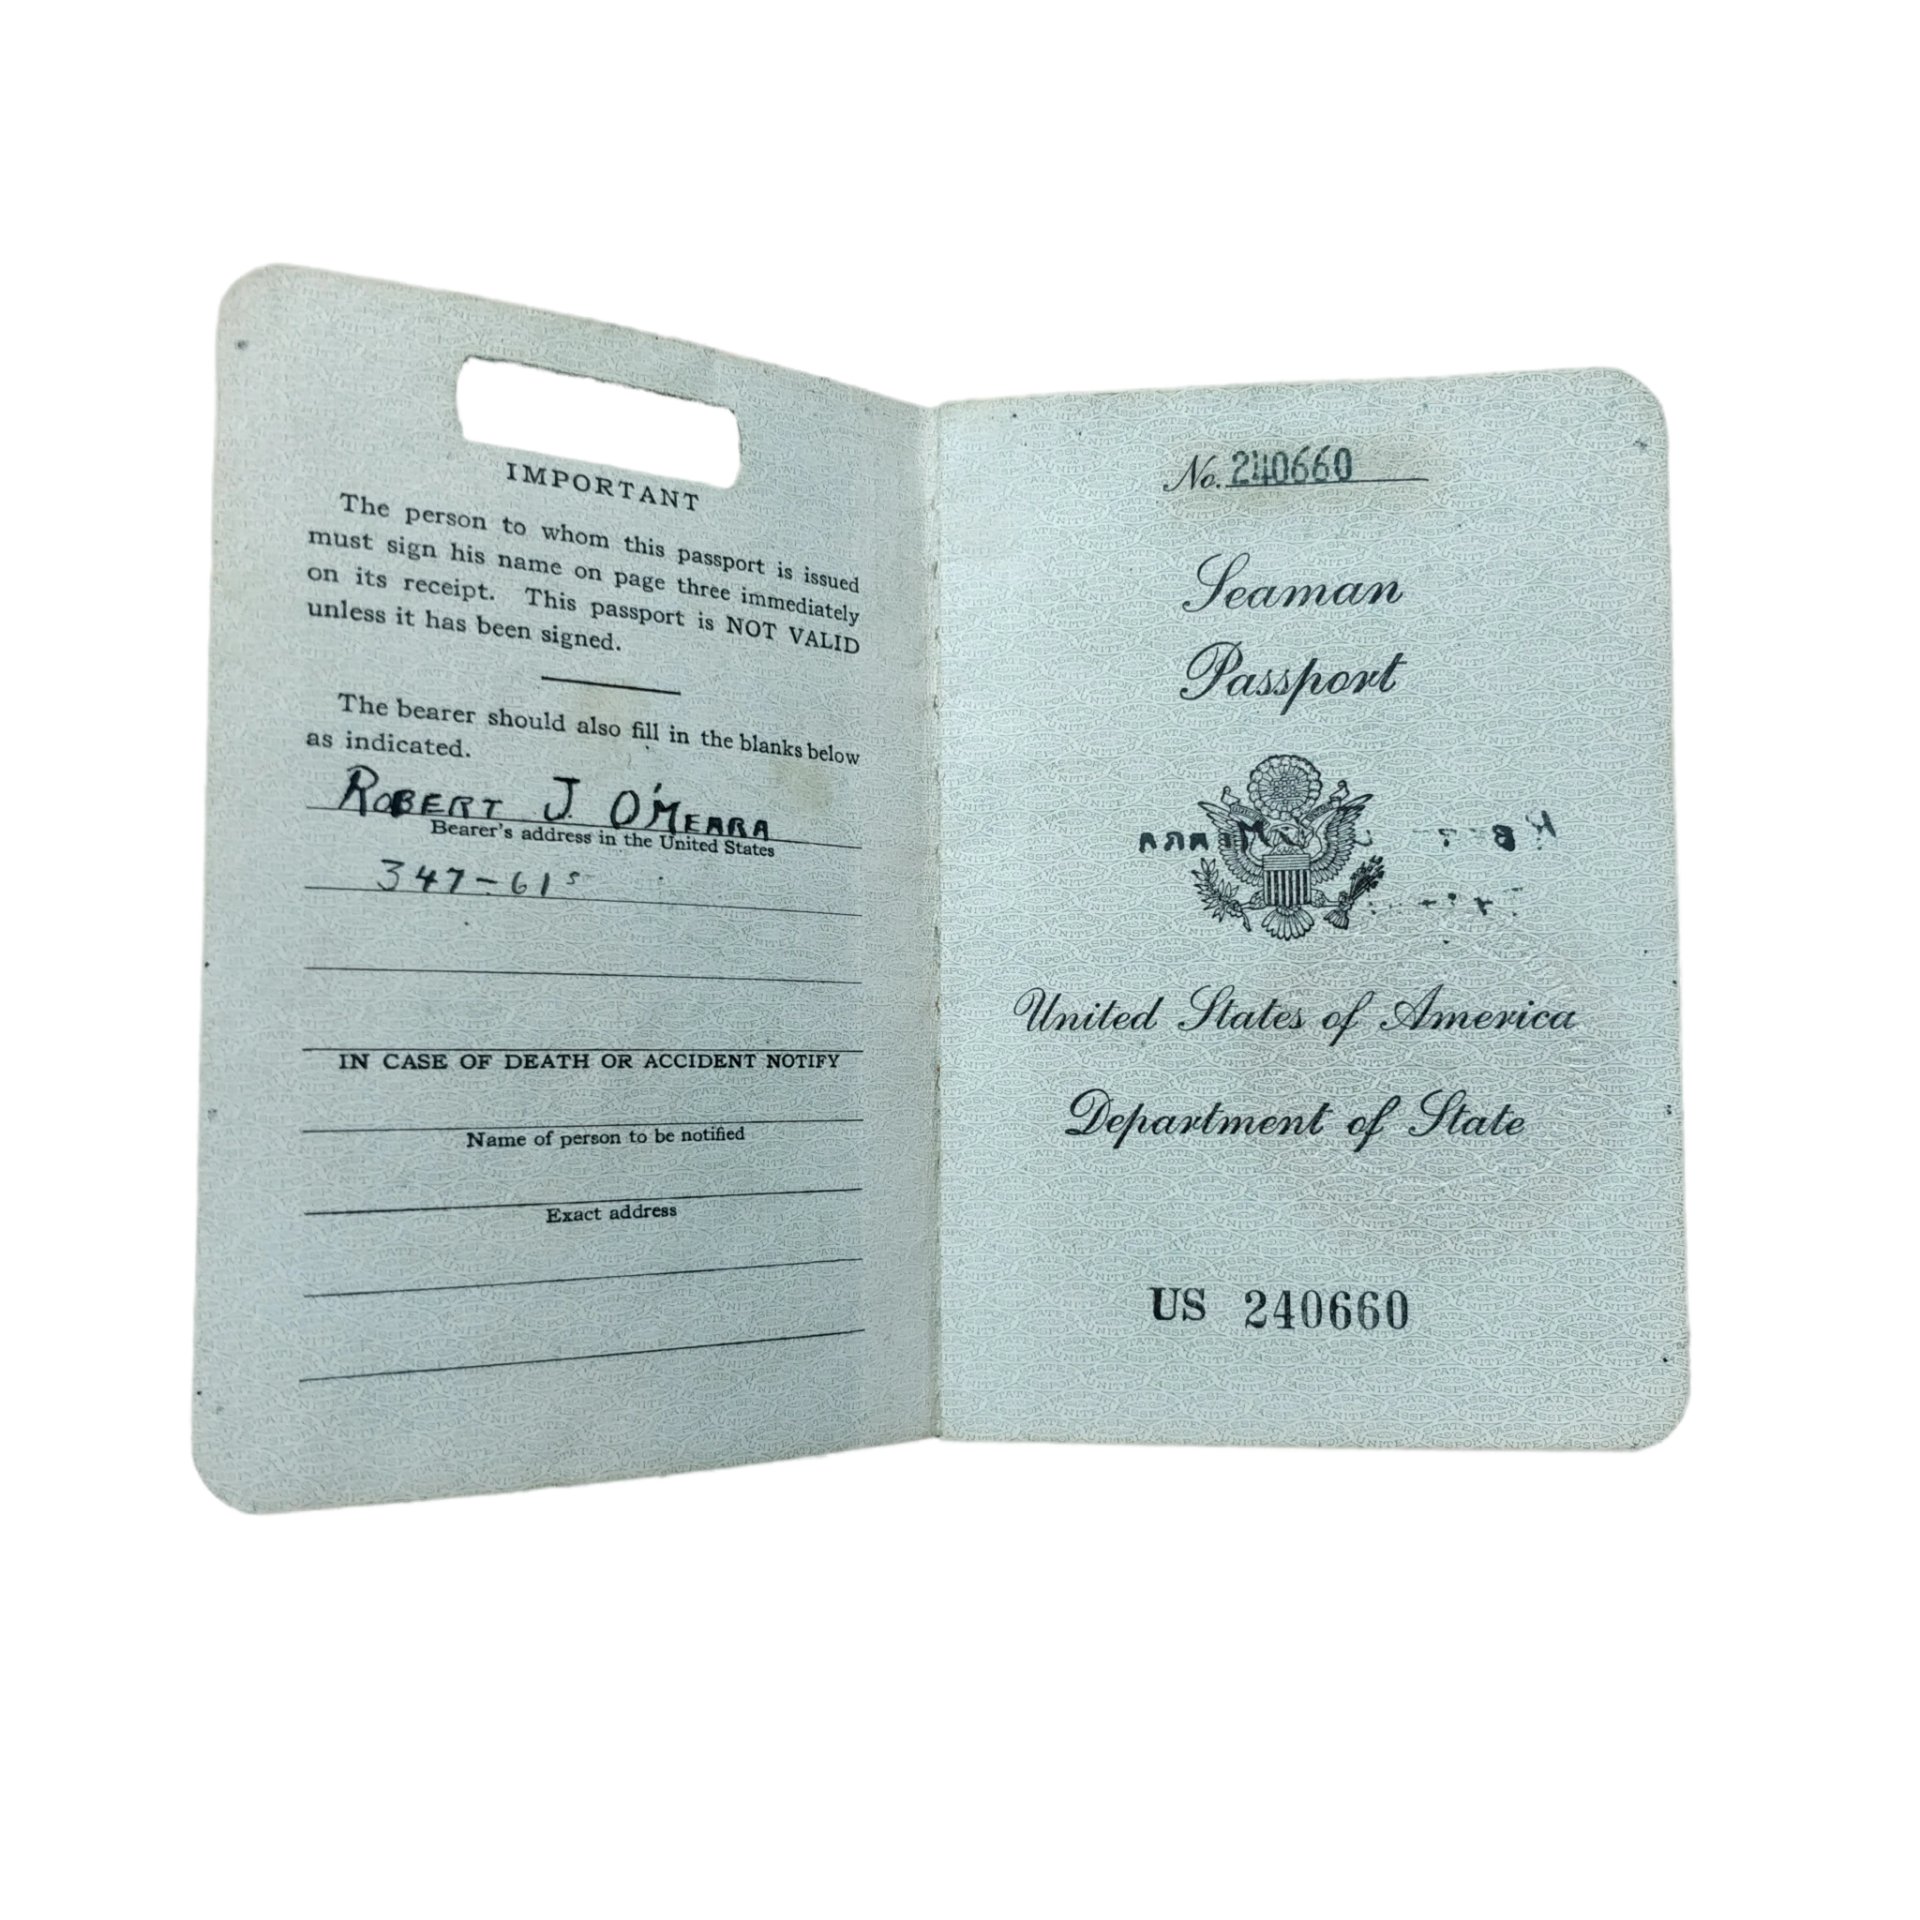 IMPORTANT
The person to whom this passport is issued
must sign his name on page three immediately
on its receipt. This passport is NOT VALID
unless it has been signed.
The bearer should also fill in the blanks below
as indicated.
ROBERT J. O'MEARA
Bearer's address in the United States
347-61 S
IN CASE OF DEATH OR ACCIDENT NOTIFY
Name of person to be notified
Exact address
No. 240660
Seaman
Passport
United States of America
Department of State
US 240660